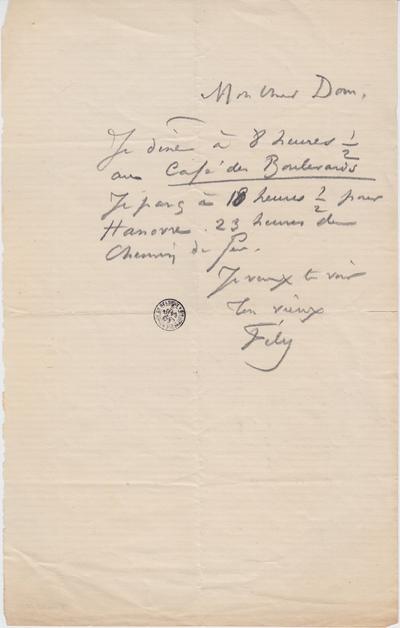 Mon cher Dom,
Je dîne à 8 heures 1/2
au Café des Boulevards
Je pars à 10 heures 1/2 pour
Hanovre. 23 heures de
Chemin de fer.
Je veux te voir
ton vieux
Fély